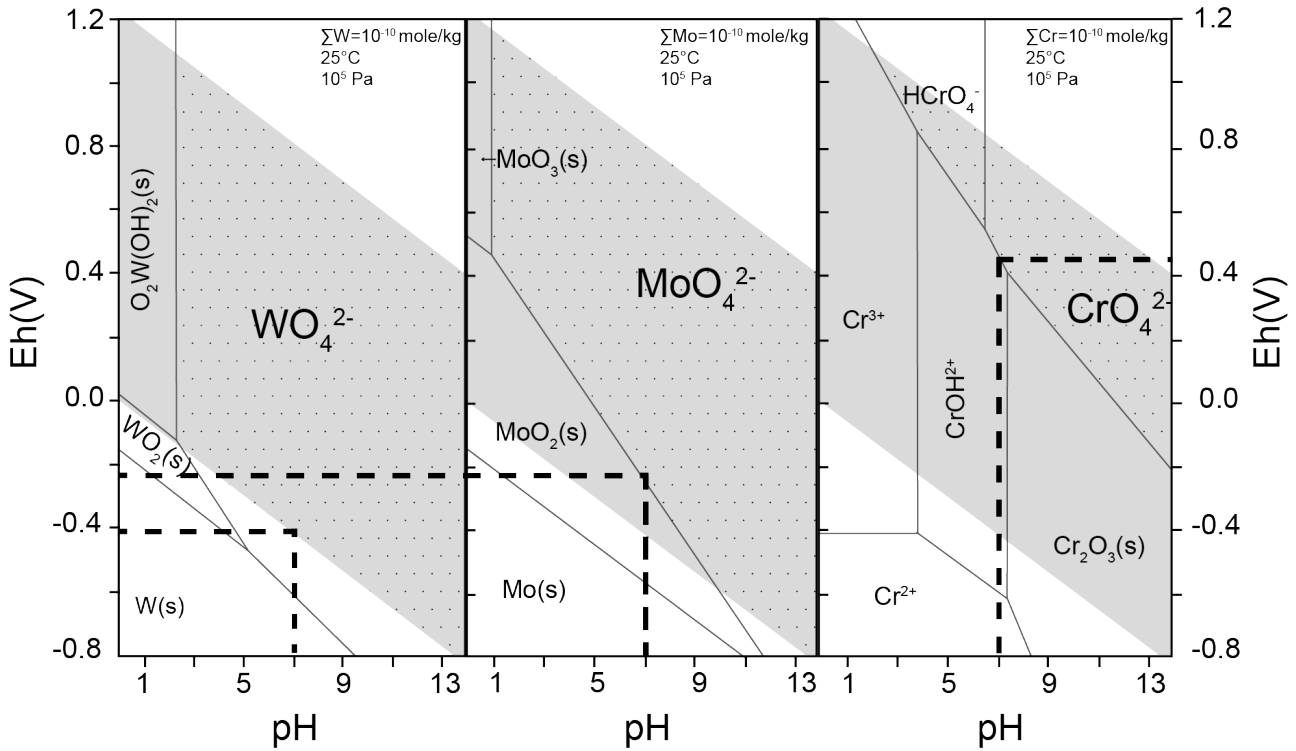 1.2
0.8
0.4
0.0
-0.4
-0.8
Eh(V)
∑W=10⁻¹⁰ mole/kg
25°C
10⁵ Pa
O₂W(OH)₂(s)
WO₄²⁻
WO₂(s)
W(s)
1 5 9 13
pH
∑Mo=10⁻¹⁰ mole/kg
25°C
10⁵ Pa
←MoO₃(s)
MoO₄²⁻
MoO₂(s)
Mo(s)
1 5 9 13
pH
∑Cr=10⁻¹⁰ mole/kg
25°C
10⁵ Pa
HCrO₄⁻
Cr³⁺
CrOH²⁺
CrO₄²⁻
Cr₂O₃(s)
Cr²⁺
1 5 9 13
pH
1.2
0.8
0.4
0.0
-0.4
-0.8
Eh(V)